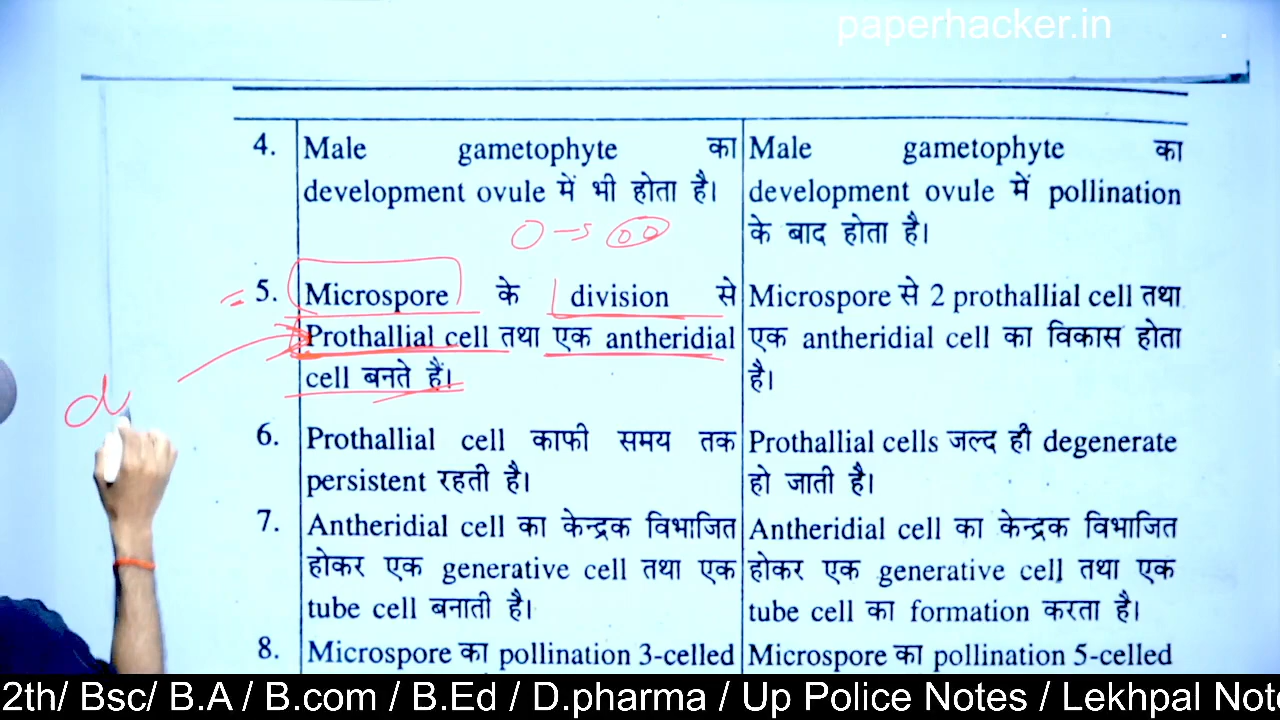 paperhacker.in
4. Male gametophyte का
development ovule में भी होता है।
Male gametophyte का
development ovule में pollination
के बाद होता है।
5. Microspore के division से
Prothallial cell तथा एक antheridial
cell बनते हैं।
Microspore से 2 prothallial cell तथा
एक antheridial cell का विकास होता
है।
d
6. Prothallial cell काफी समय तक
persistent रहती है।
Prothallial cells जल्द ही degenerate
हो जाती है।
7. Antheridial cell का केन्द्रक विभाजित
होकर एक generative cell तथा एक
tube cell बनाती है।
Antheridial cell का केन्द्रक विभाजित
होकर एक generative cell तथा एक
tube cell का formation करता है।
8. Microspore का pollination 3-celled
Microspore का pollination 5-celled
2th/ Bsc/ B.A / B.com / B.Ed / D.pharma / Up Police Notes / Lekhpal Not